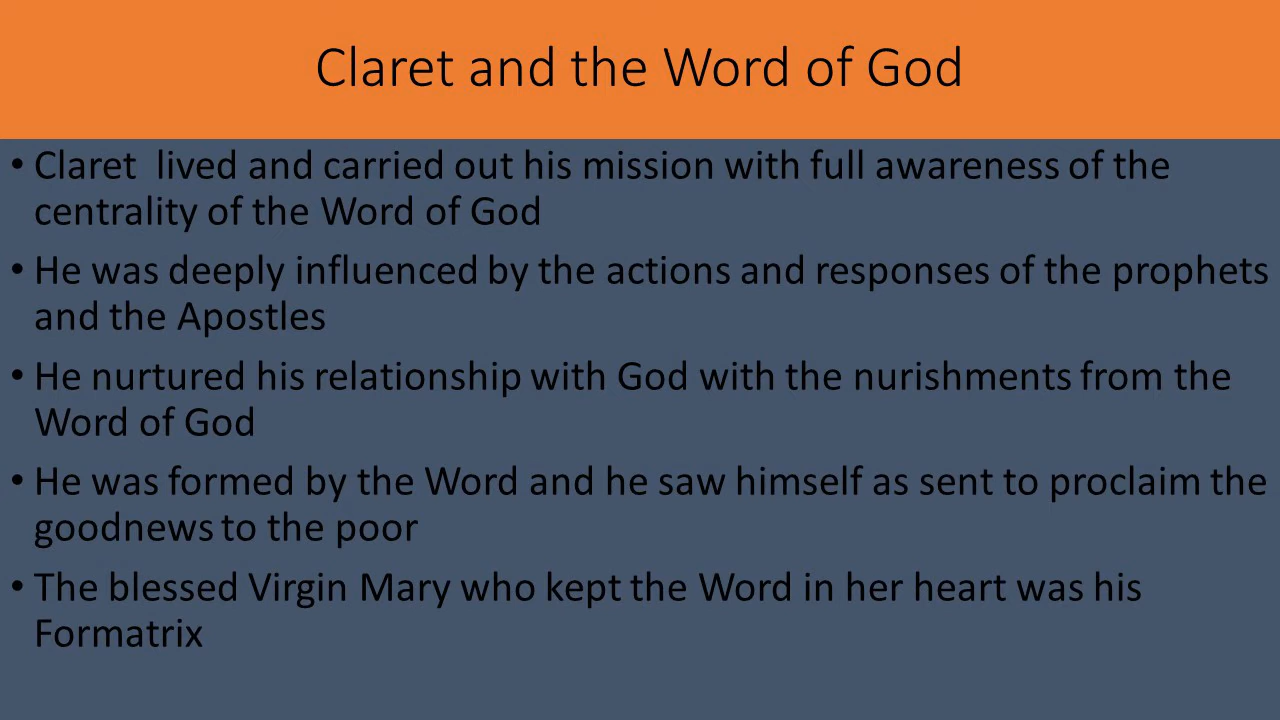 Claret and the Word of God
• Claret  lived and carried out his mission with full awareness of the
centrality of the Word of God
• He was deeply influenced by the actions and responses of the prophets
and the Apostles
• He nurtured his relationship with God with the nurishments from the
Word of God
• He was formed by the Word and he saw himself as sent to proclaim the
goodnews to the poor
• The blessed Virgin Mary who kept the Word in her heart was his
Formatrix